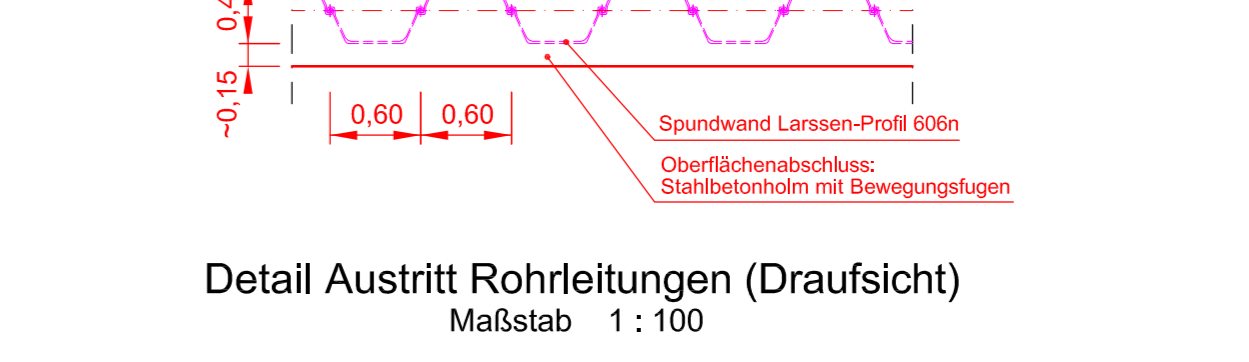 ~0,15
0,60 0,60
Spundwand Larssen-Profil 606n
Oberflächenabschluss:
Stahlbetonholm mit Bewegungsfugen
Detail Austritt Rohrleitungen (Draufsicht)
Maßstab 1 : 100